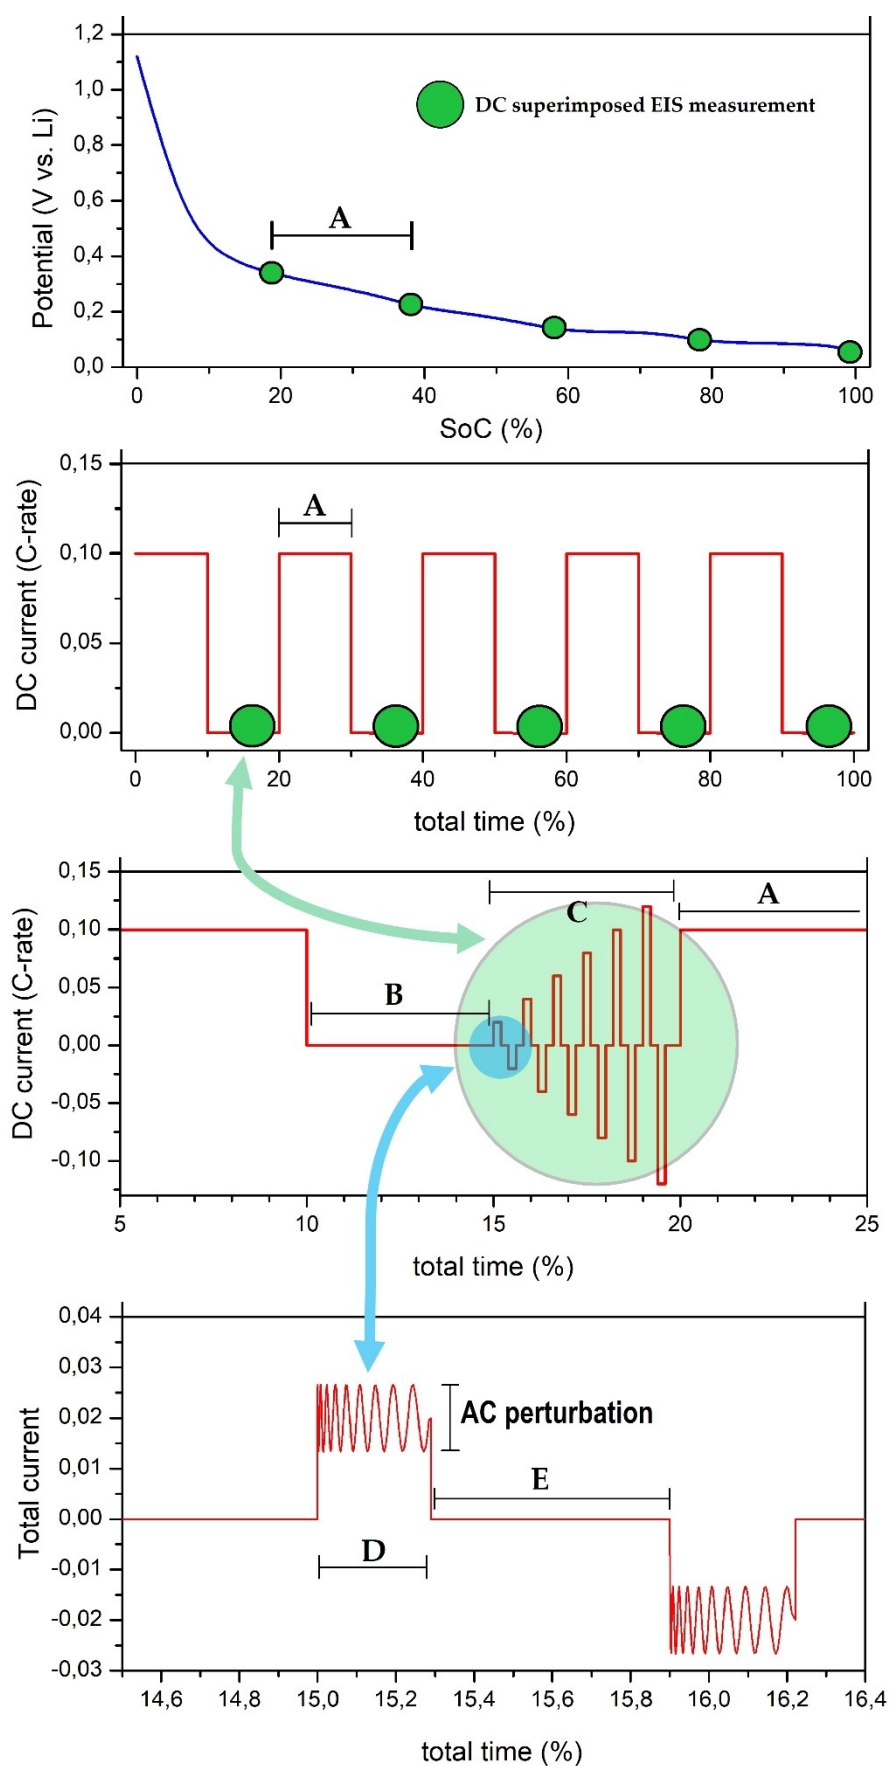 1,2
1,0
0,8
0,6
0,4
0,2
0,0
Potential (V vs. Li)
DC superimposed EIS measurement
A
0 20 40 60 80 100
SoC (%)
0,15
0,10
0,05
0,00
DC current (C-rate)
A
0 20 40 60 80 100
total time (%)
0,15
0,10
0,05
0,00
-0,05
-0,10
DC current (C-rate)
B
C
A
5 10 15 20 25
total time (%)
0,04
0,03
0,02
0,01
0,00
-0,01
-0,02
-0,03
Total current
AC perturbation
E
D
14,6 14,8 15,0 15,2 15,4 15,6 15,8 16,0 16,2 16,4
total time (%)